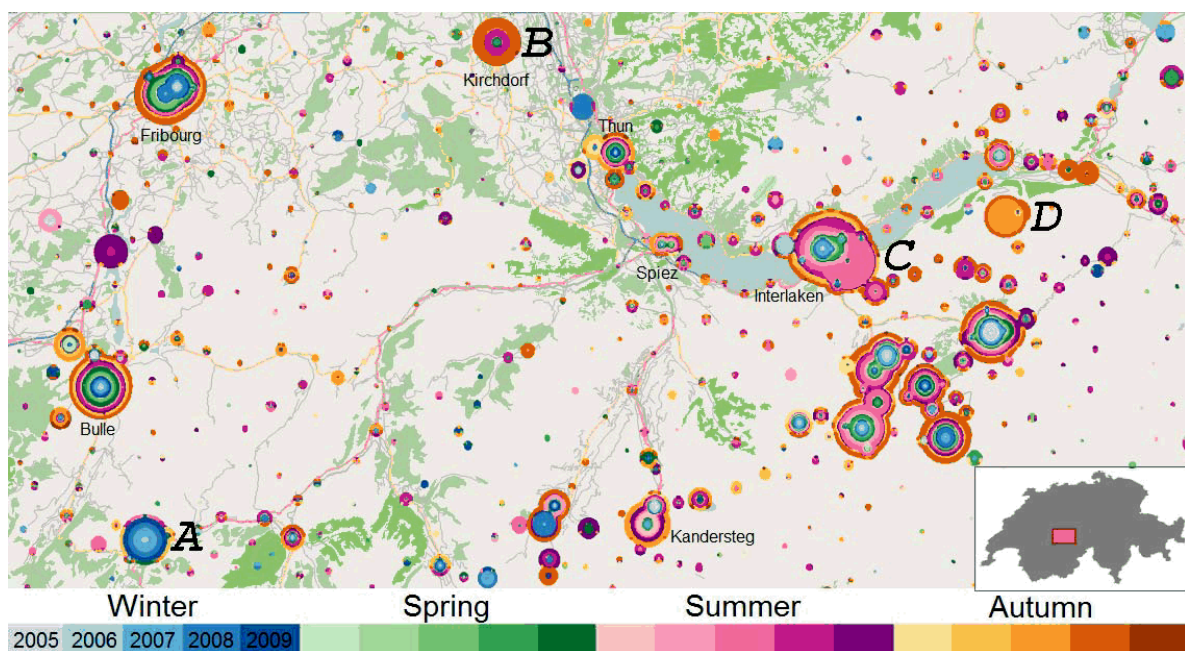 B
Kirchdorf
Fribourg
Thun
D
C
Spiez
Interlaken
Bulle
A
Kandersteg
Winter Spring Summer Autumn
2005 2006 2007 2008 2009